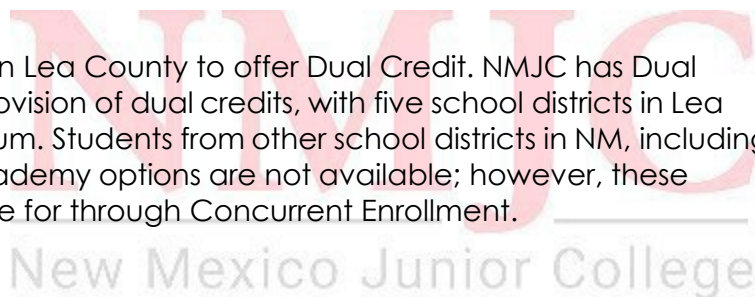 NMJC
n Lea County to offer Dual Credit. NMJC has Dual
ovision of dual credits, with five school districts in Lea
um. Students from other school districts in NM, including
ademy options are not available; however, these
e for through Concurrent Enrollment.
New Mexico Junior College